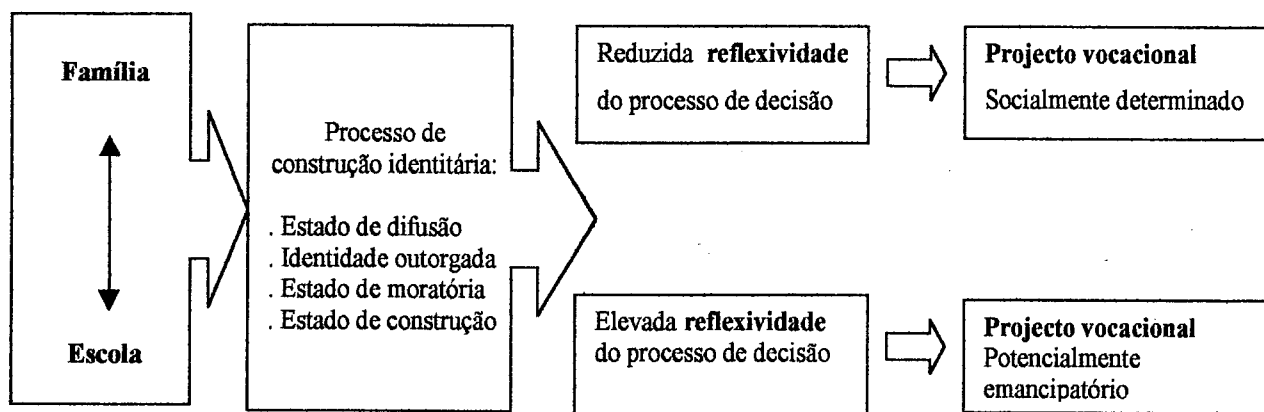 Família
Escola
Processo de
construção identitária:
. Estado de difusão
. Identidade outorgada
. Estado de moratória
. Estado de construção
Reduzida reflexividade
do processo de decisão
Projecto vocacional
Socialmente determinado
Elevada reflexividade
do processo de decisão
Projecto vocacional
Potencialmente
emancipatório